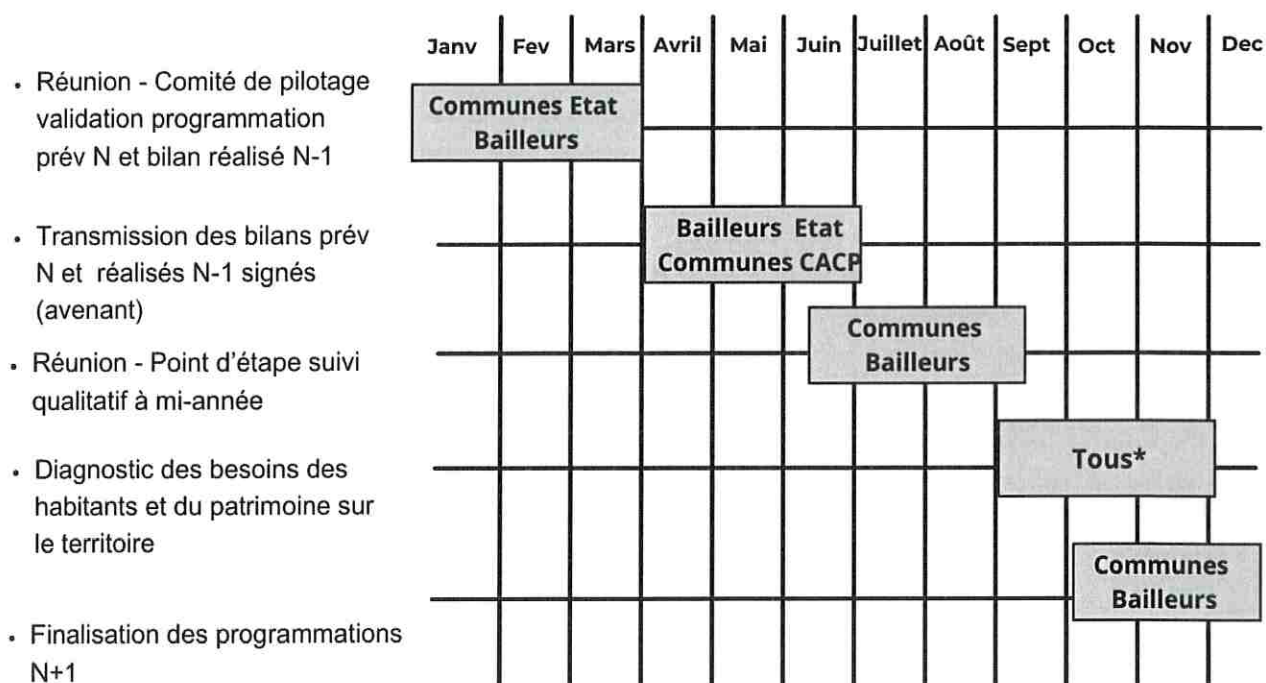 Janv Fev Mars Avril Mai Juin Juillet Août Sept Oct Nov Dec
• Réunion - Comité de pilotage
validation programmation
prév N et bilan réalisé N-1
Communes Etat
Bailleurs
• Transmission des bilans prév
N et réalisés N-1 signés
(avenant)
Bailleurs Etat
Communes CACP
• Réunion - Point d'étape suivi
qualitatif à mi-année
Communes
Bailleurs
• Diagnostic des besoins des
habitants et du patrimoine sur
le territoire
Tous*
• Finalisation des programmations
N+1
Communes
Bailleurs